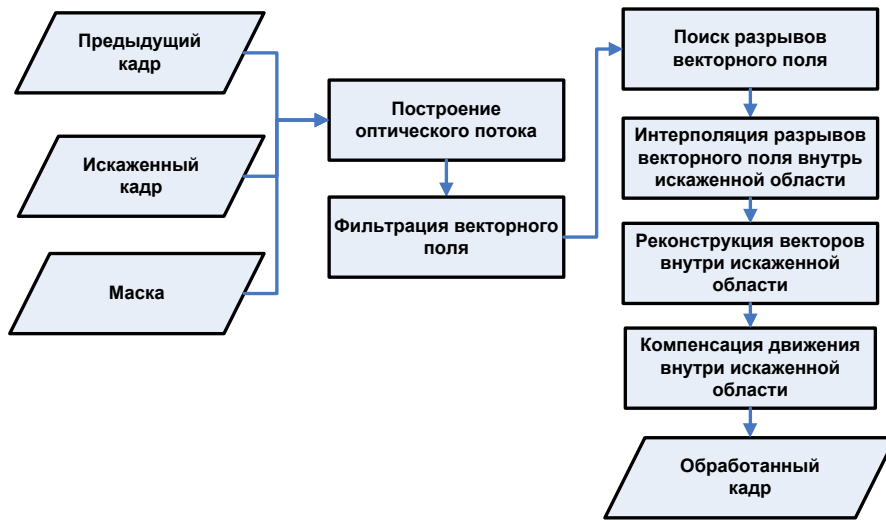 Предыдущий
кадр
Искаженный
кадр
Маска
Построение
оптического потока
Фильтрация векторного
поля
Поиск разрывов
векторного поля
Интерполяция разрывов
векторного поля внутрь
искаженной области
Реконструкция векторов
внутри искаженной
области
Компенсация движения
внутри искаженной
области
Обработанный
кадр